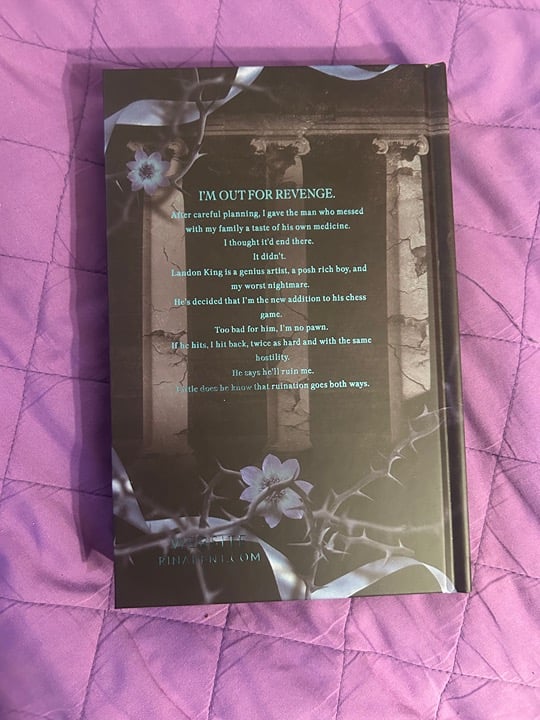 I'M OUT FOR REVENGE.
After careful planning, I gave the man who messed
with my family a taste of his own medicine.
I thought it'd end there.
It didn't.
Landon King is a genius artist, a posh rich boy, and
my worst nightmare.
He's decided that I'm the new addition to his chess
game.
Too bad for him, I'm no pawn.
If he hits, I hit back, twice as hard and with the same
hostility.
He says he'll ruin me.
Little does he know that ruination goes both ways.
WEBSITE
RINAKENT.COM